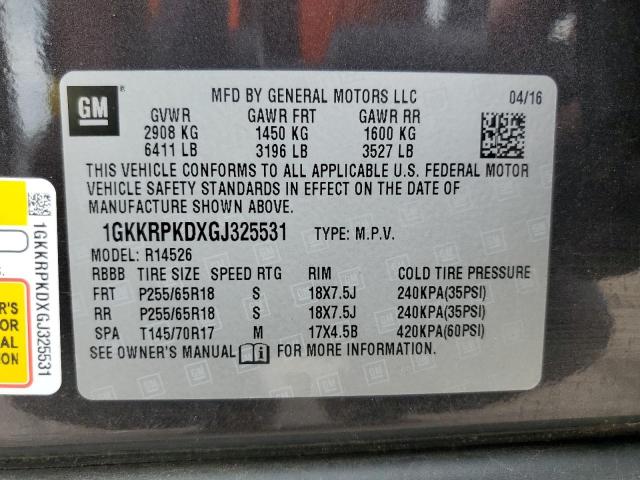 GM
MFD BY GENERAL MOTORS LLC 04/16
GVWR GAWR FRT GAWR RR
2908 KG 1450 KG 1600 KG
6411 LB 3196 LB 3527 LB
THIS VEHICLE CONFORMS TO ALL APPLICABLE U.S. FEDERAL MOTOR
VEHICLE SAFETY STANDARDS IN EFFECT ON THE DATE OF
MANUFACTURE SHOWN ABOVE.
1GKKRPKDXGJ325531 TYPE: M.P.V.
MODEL: R14526
RBBB TIRE SIZE SPEED RTG RIM COLD TIRE PRESSURE
FRT P255/65R18 S 18X7.5J 240KPA(35PSI)
RR P255/65R18 S 18X7.5J 240KPA(35PSI)
SPA T145/70R17 M 17X4.5B 420KPA(60PSI)
SEE OWNER'S MANUAL FOR MORE INFORMATION.
1GKKRPKDXGJ325531
ER'S
FOR
NAL
ION